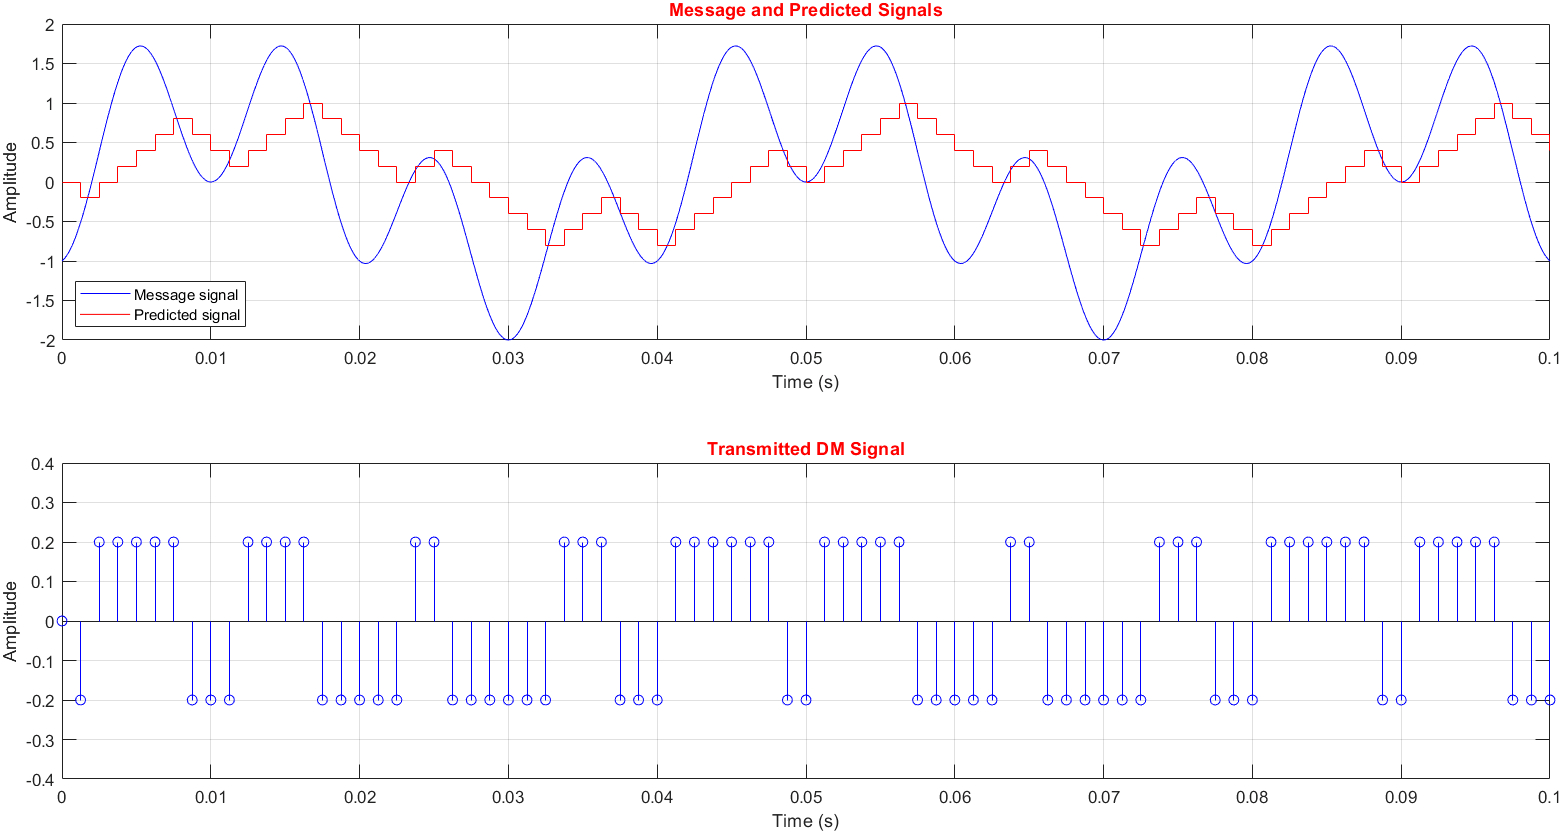 Message and Predicted Signals
2
1.5
1
0.5
0
-0.5
-1
-1.5
-2
Amplitude
Message signal
Predicted signal
0 0.01 0.02 0.03 0.04 0.05 0.06 0.07 0.08 0.09 0.1
Time (s)
Transmitted DM Signal
0.4
0.3
0.2
0.1
0
-0.1
-0.2
-0.3
-0.4
Amplitude
0 0.01 0.02 0.03 0.04 0.05 0.06 0.07 0.08 0.09 0.1
Time (s)